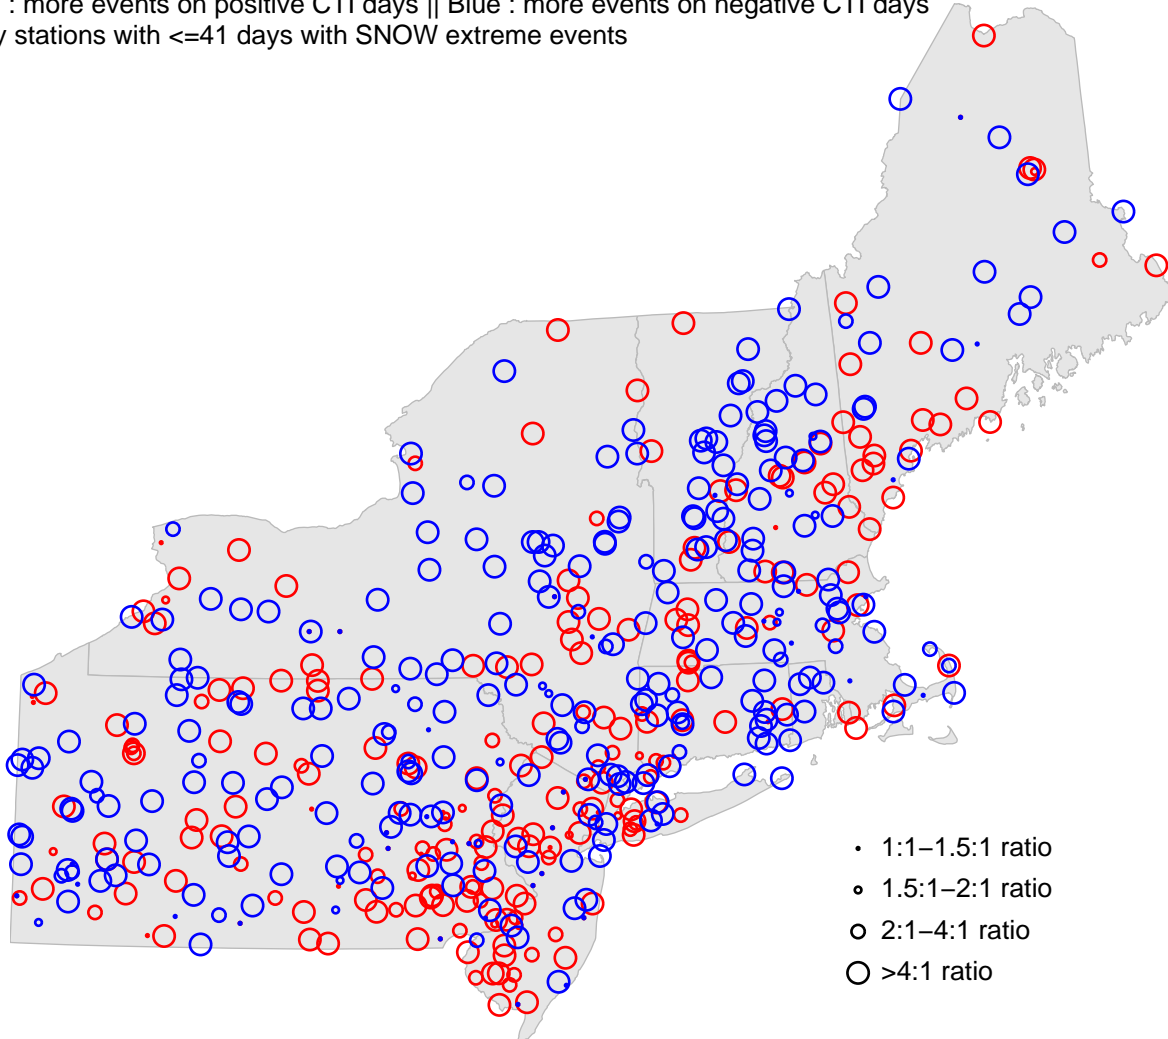 : more events on positive CTI days || Blue : more events on negative CTI days
stations with <=41 days with SNOW extreme events
1:1−1.5:1 ratio
1.5:1−2:1 ratio
2:1−4:1 ratio
>4:1 ratio